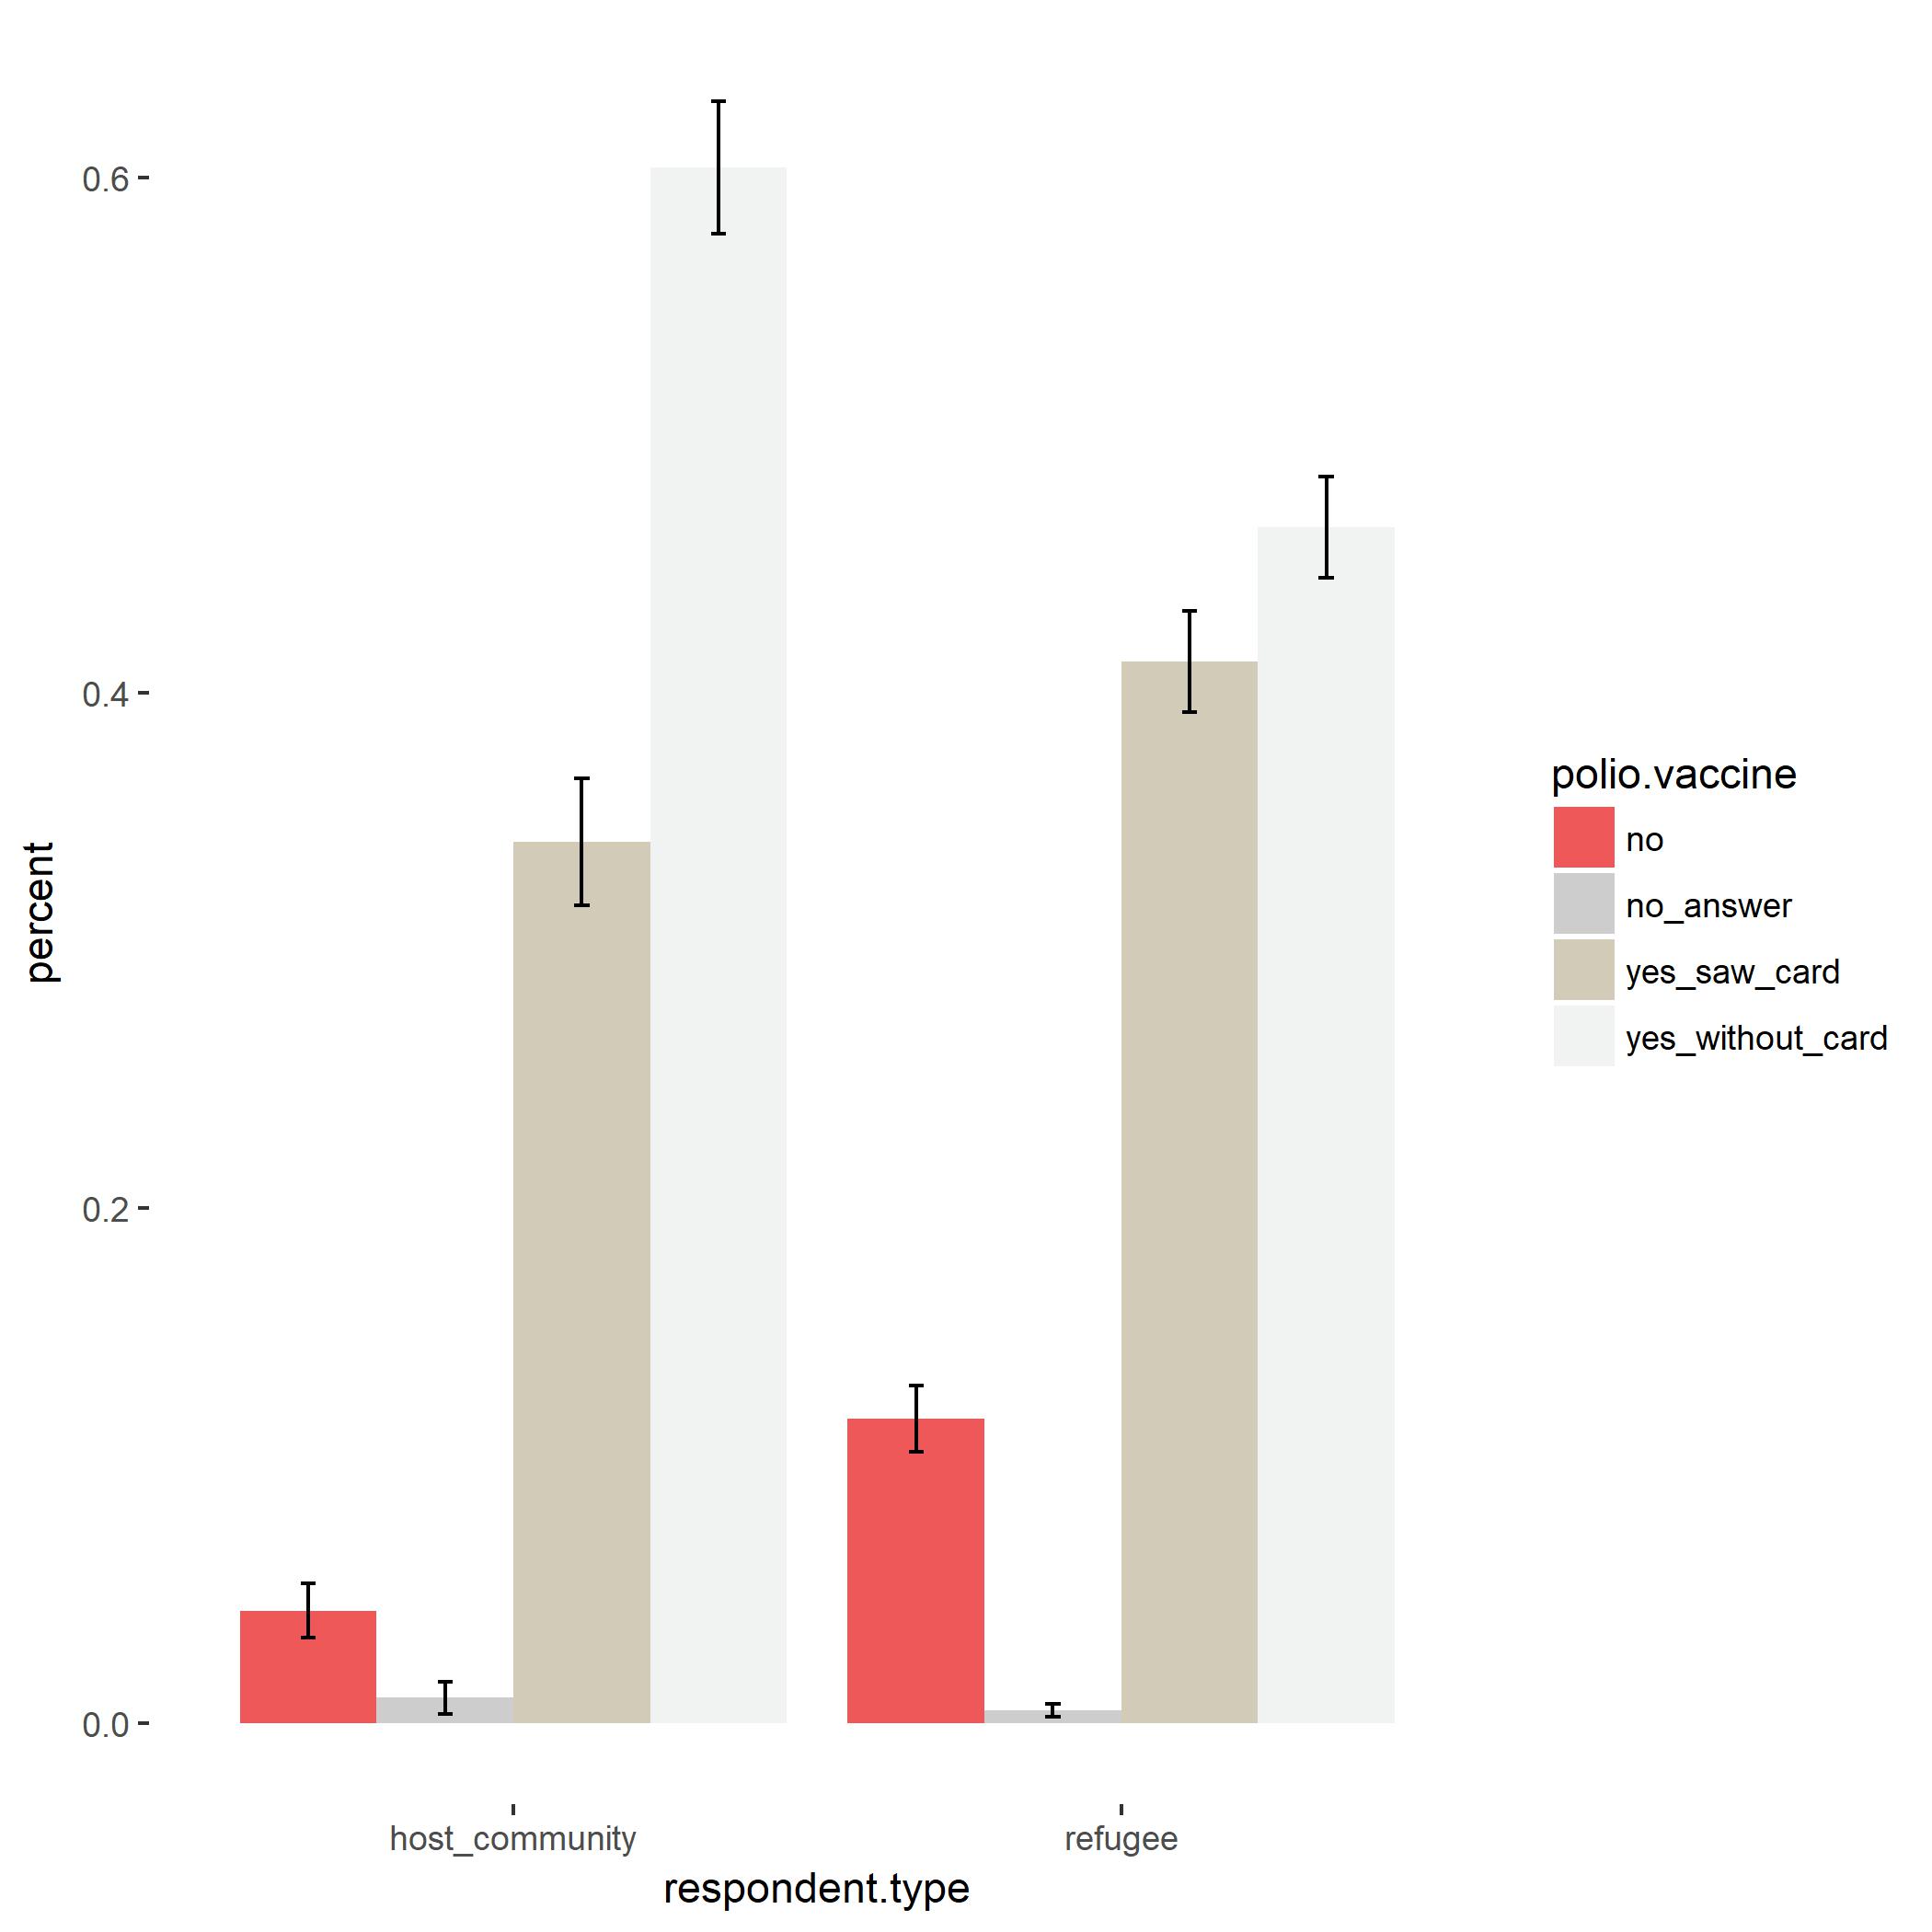 0.6
0.4
0.2
0.0
percent
host_community
refugee
respondent.type
polio.vaccine
no
no_answer
yes_saw_card
yes_without_card